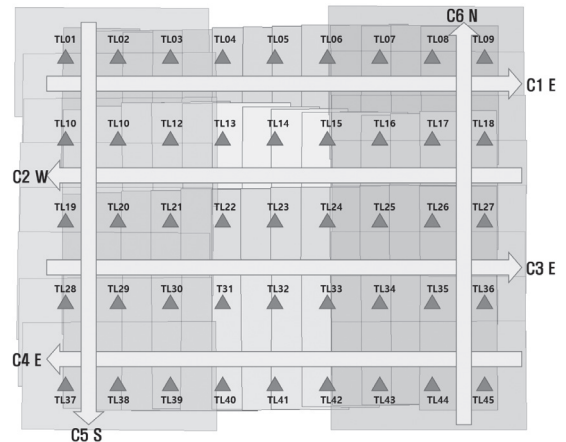 C6 N
TL01 TL02 TL03 TL04 TL05 TL06 TL07 TL08 TL09
C1 E
TL10 TL10 TL12 TL13 TL14 TL15 TL16 TL17 TL18
C2 W
TL19 TL20 TL21 TL22 TL23 TL24 TL25 TL26 TL27
C3 E
TL28 TL29 TL30 T31 TL32 TL33 TL34 TL35 TL36
C4 E
TL37 TL38 TL39 TL40 TL41 TL42 TL43 TL44 TL45
C5 S